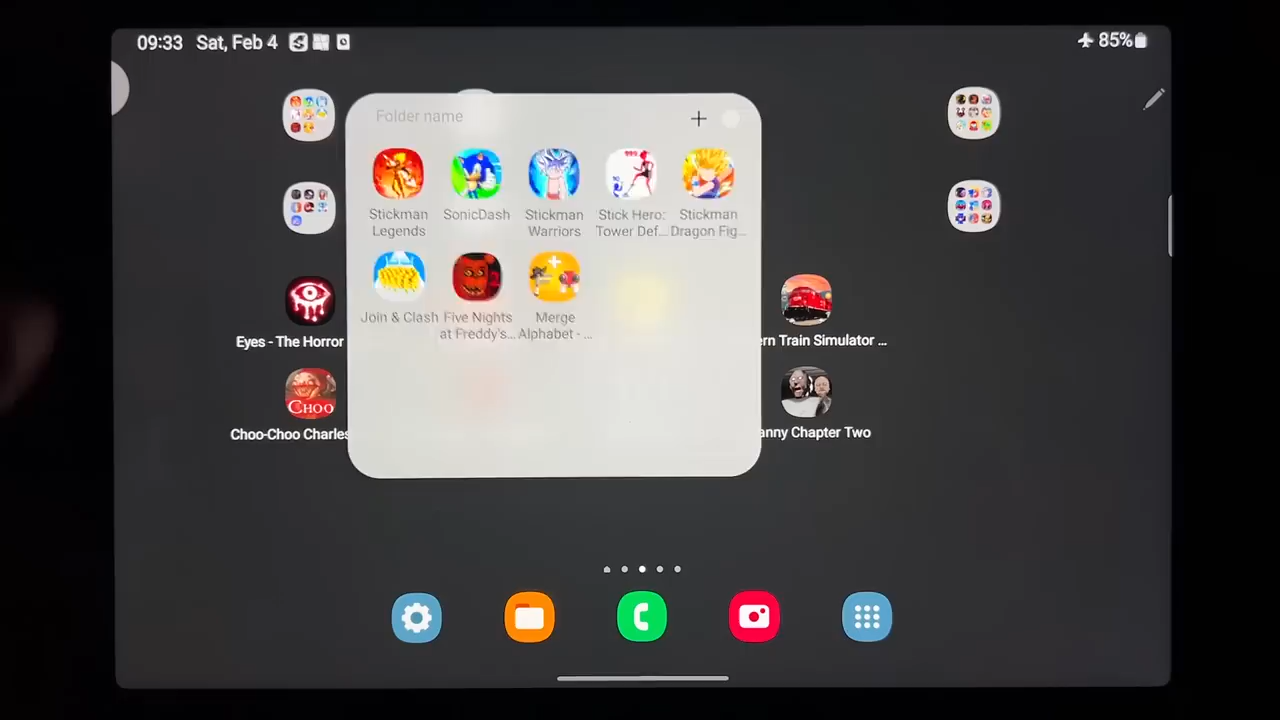 09:33 Sat, Feb 4
85%
Folder name
Stickman
Legends
SonicDash
Stickman
Warriors
Stick Hero:
Tower Def...
Stickman
Dragon Fig...
Join & Clash
Five Nights
at Freddy's...
Merge
Alphabet - ...
Eyes - The Horror
ern Train Simulator ...
CHOO
Choo-Choo Charles
anny Chapter Two